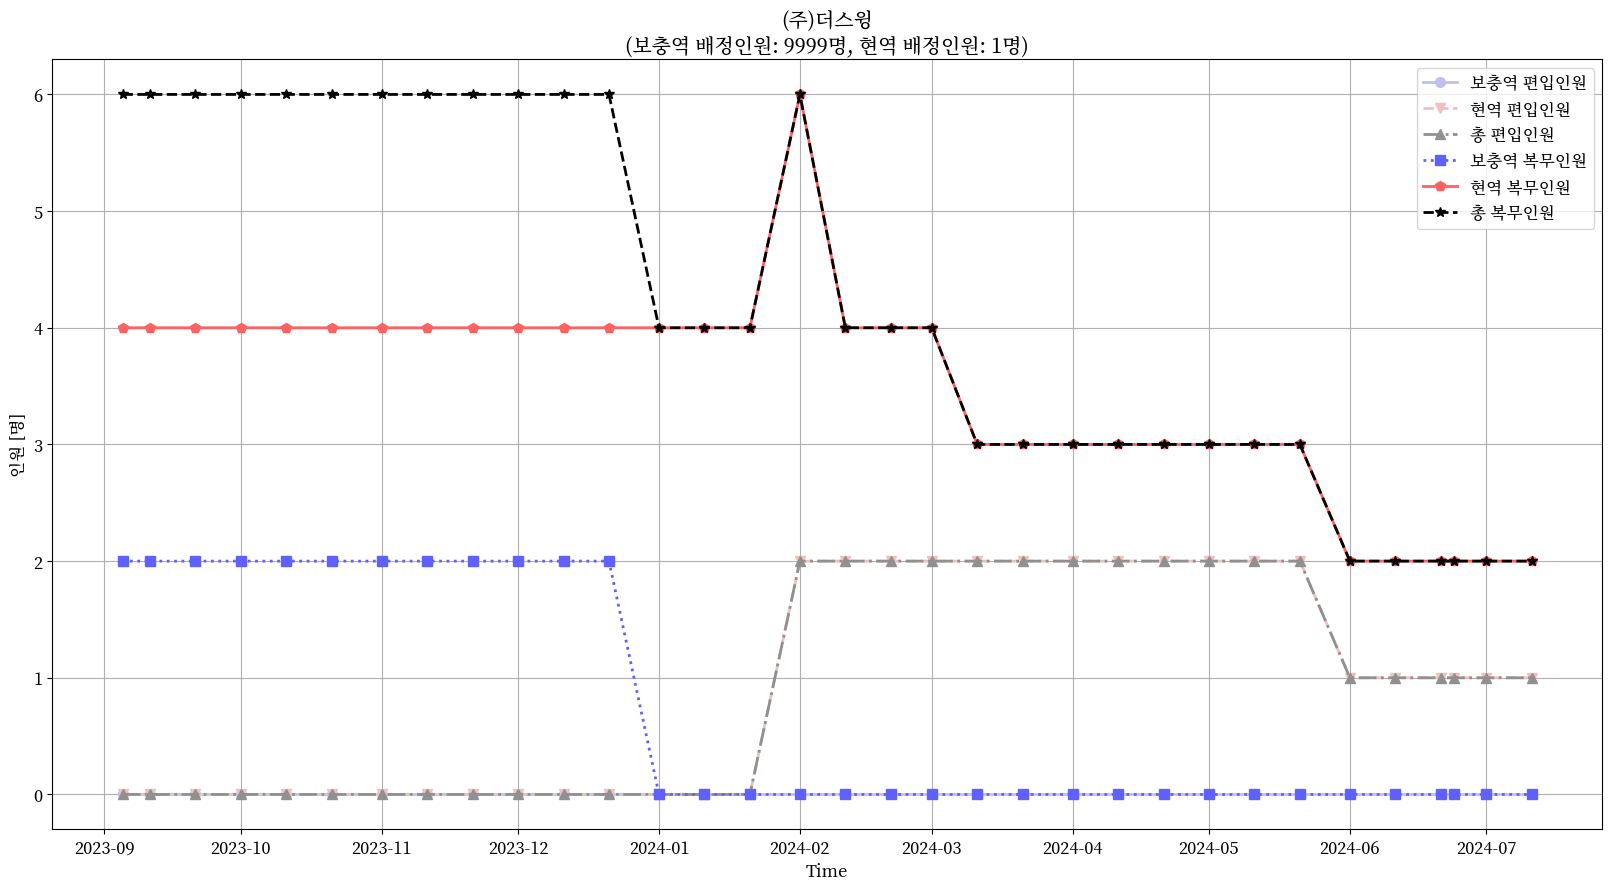 (주)더스윙
(보충역 배정인원: 9999명, 현역 배정인원: 1명)
보충역 편입인원
현역 편입인원
총 편입인원
보충역 복무인원
현역 복무인원
총 복무인원
인원 [명]
6
5
4
3
2
1
0
2023-09 2023-10 2023-11 2023-12 2024-01 2024-02 2024-03 2024-04 2024-05 2024-06 2024-07
Time